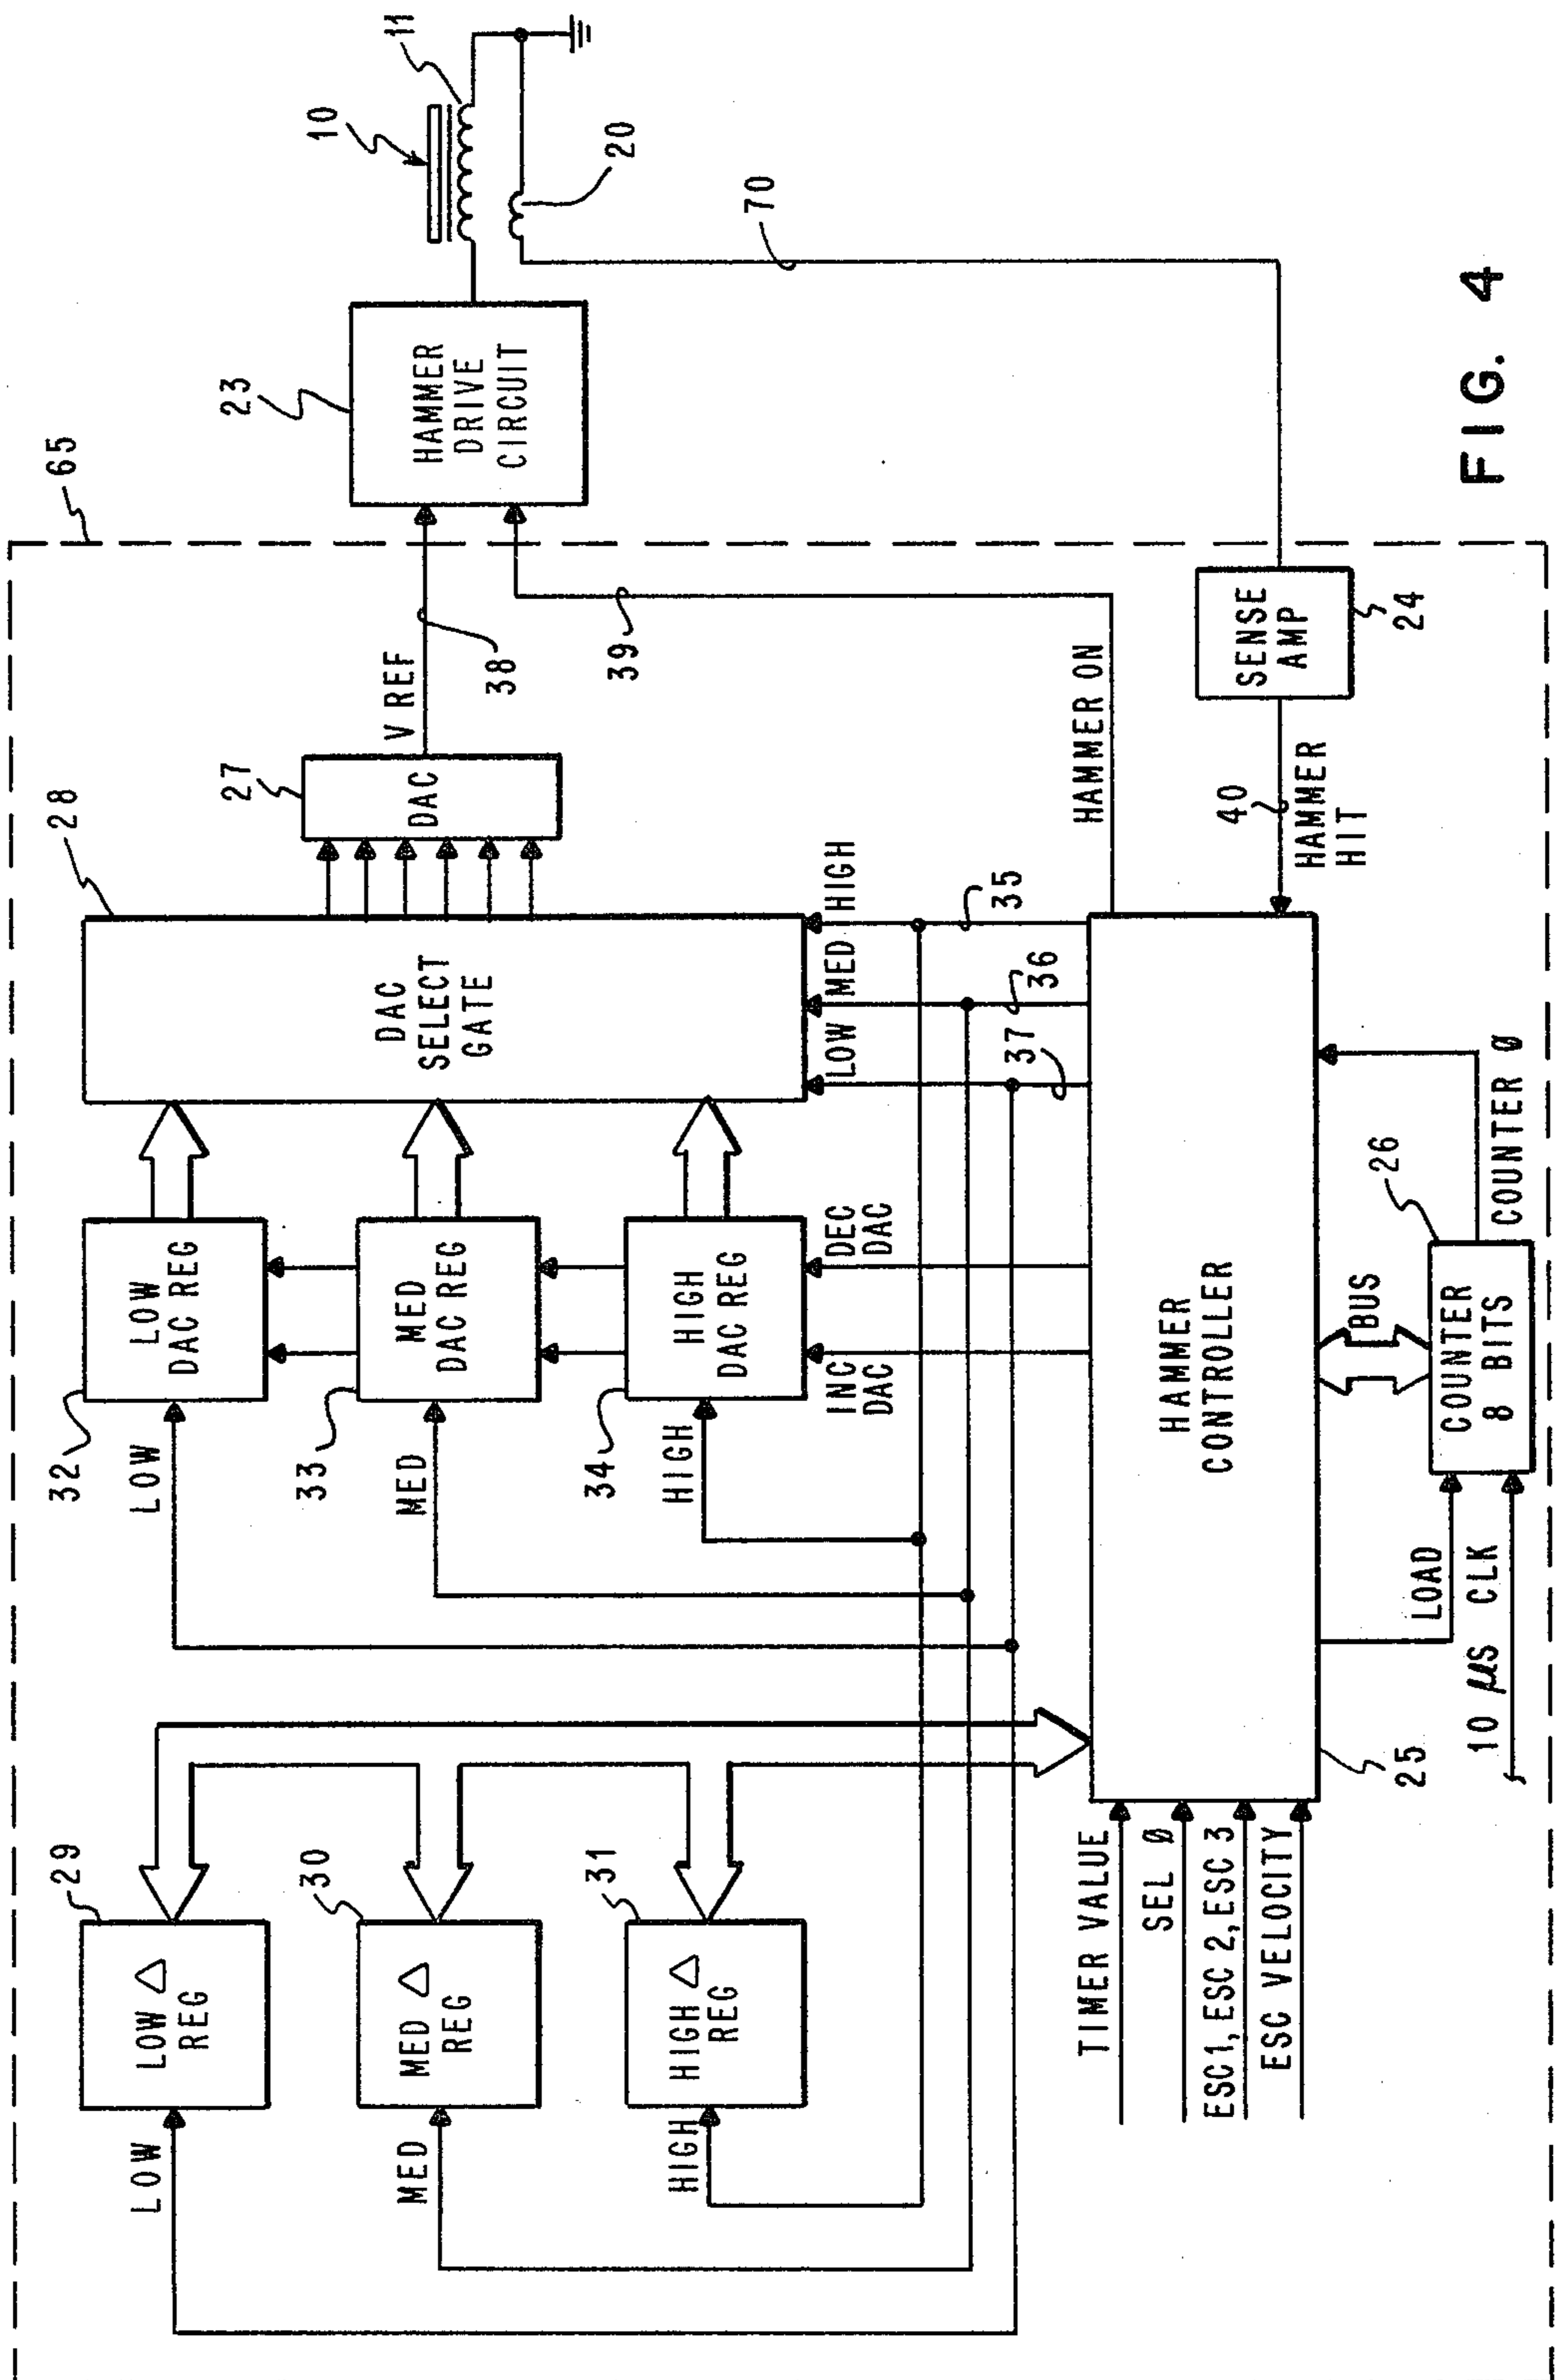 65
29
LOW Δ
REG
LOW
30
MED Δ
REG
MED
31
HIGH Δ
REG
HIGH
32
LOW
DAC REG
LOW
33
MED
DAC REG
MED
34
HIGH
DAC REG
HIGH
INC
DAC
DEC
DAC
28
DAC
SELECT
GATE
LOW
MED
HIGH
37
36
35
27
DAC
V REF
38
39
23
HAMMER
DRIVE
CIRCUIT
10
11
20
70
TIMER VALUE
SEL Ø
ESC 1, ESC 2, ESC 3
ESC VELOCITY
25
HAMMER
CONTROLLER
HAMMER ON
40
HAMMER
HIT
SENSE
AMP
24
LOAD
10 µS CLK
BUS
26
COUNTER
8 BITS
COUNTER Ø
FIG. 4